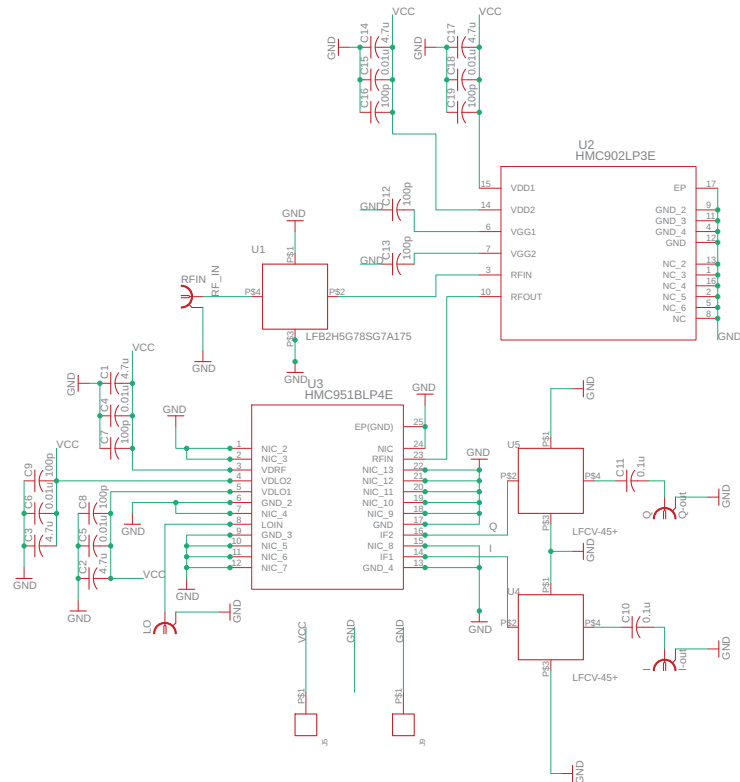 VCC
VCC
GND
C14
4.7u
C15
0.01u
C16
100p
GND
C17
4.7u
C18
0.01u
C19
100p
U2
HMC902LP3E
15
VDD1
14
VDD2
6
VGG1
7
VGG2
3
RFIN
10
RFOUT
EP
17
GND_2
9
GND_3
11
GND_4
4
GND
12
NC_2
13
NC_3
1
NC_4
16
NC_5
2
NC_6
5
NC
8
GND
GND
C12
100p
GND
C13
100p
GND
U1
P$1
P$4
P$2
P$3
LFB2H5G78SG7A175
GND
RFIN
RF_IN
GND
VCC
GND
C1
4.7u
C4
0.01u
C7
100p
VCC
C9
100p
C6
0.01u
C3
4.7u
GND
C8
100p
C5
0.01u
C2
4.7u
VCC
GND
GND
GND
GND
U3
HMC951BLP4E
1
NIC_2
2
NIC_3
3
VDRF
4
VDLO2
5
VDLO1
6
GND_2
7
NIC_4
8
LOIN
9
GND_3
10
NIC_5
11
NIC_6
12
NIC_7
EP(GND)
25
NIC
24
RFIN
23
NIC_13
22
NIC_12
21
NIC_11
20
NIC_10
19
NIC_9
18
GND
17
IF2
16
NIC_8
15
IF1
14
GND_4
13
GND
GND
GND
Q
I
LO
GND
U5
P$1
P$2
P$4
P$3
LFCV-45+
GND
C11
0.1u
Q
Q-out
GND
GND
U4
P$1
P$2
P$4
P$3
LFCV-45+
C10
0.1u
I
I-out
GND
GND
VCC
GND
GND
P$1
J5
P$1
J9